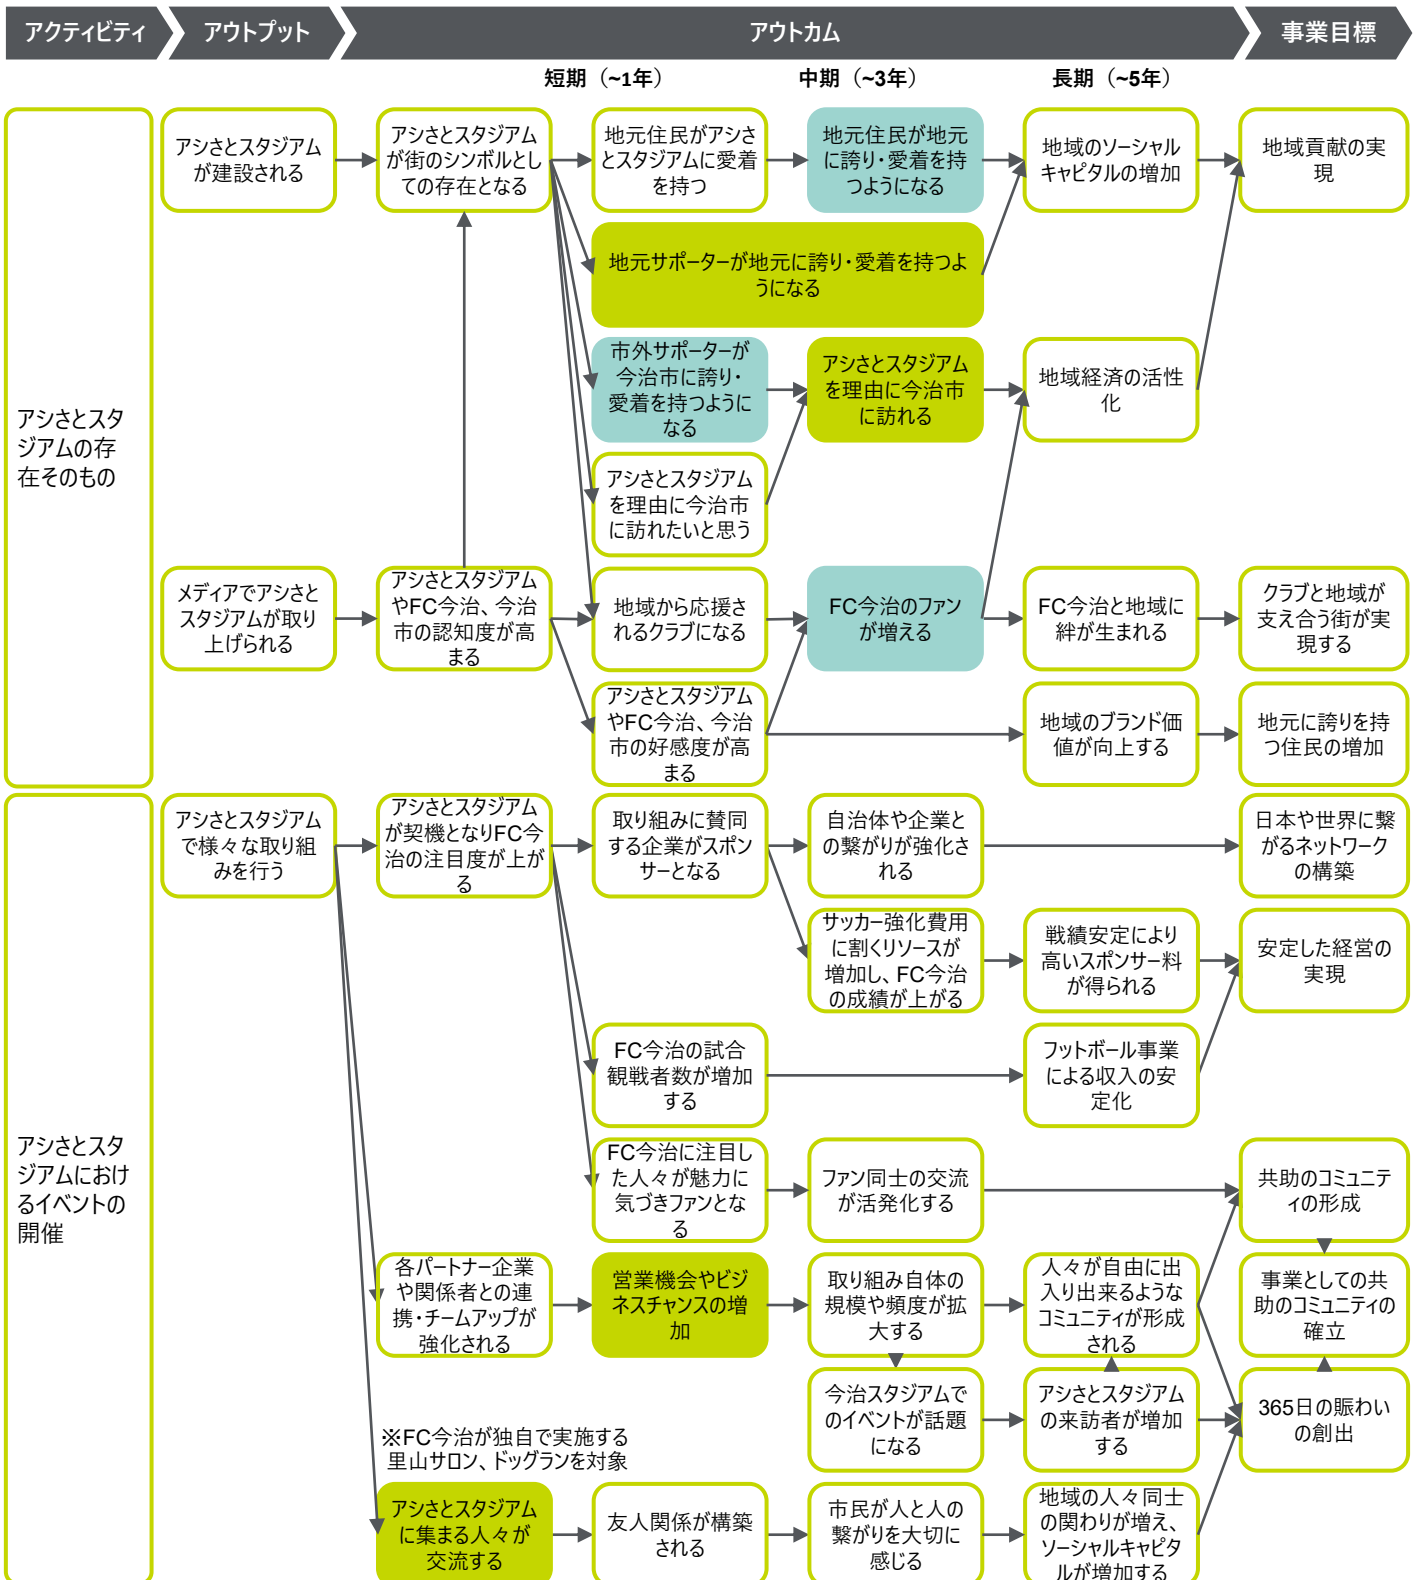 アクティビティ
アウトプット
アウトカム
事業目標
短期（~1年）
中期（~3年）
長期（~5年）
アシさとスタ
ジアムの存
在そのもの
アシさとスタジアム
が建設される
アシさとスタジアム
が街のシンボルとし
ての存在となる
地元住民がアシさ
とスタジアムに愛着
を持つ
地元住民が地元
に誇り・愛着を持
つようになる
地域のソーシャル
キャピタルの増加
地域貢献の実
現
地元サポーターが地元に誇り・愛着を持つよ
うになる
市外サポーターが
今治市に誇り・
愛着を持つように
なる
アシさとスタジアム
を理由に今治市
に訪れる
地域経済の活性
化
アシさとスタジアム
を理由に今治市
に訪れたいと思う
メディアでアシさと
スタジアムが取り
上げられる
アシさとスタジアム
やFC今治、今治
市の認知度が高
まる
地域から応援さ
れるクラブになる
FC今治のファン
が増える
FC今治と地域に
絆が生まれる
クラブと地域が
支え合う街が実
現する
アシさとスタジアム
やFC今治、今治
市の好感度が高
まる
地域のブランド価
値が向上する
地元に誇りを持
つ住民の増加
アシさとスタ
ジアムにおけ
るイベントの
開催
アシさとスタジアム
で様々な取り組
みを行う
アシさとスタジアム
が契機となりFC今
治の注目度が上が
る
取り組みに賛同
する企業がスポン
サーとなる
自治体や企業と
の繋がりが強化さ
れる
日本や世界に繋
がるネットワーク
の構築
サッカー強化費用
に割くリソースが
増加し、FC今治
の成績が上がる
戦績安定により
高いスポンサー料
が得られる
安定した経営の
実現
FC今治の試合
観戦者数が増加
する
フットボール事業
による収入の安
定化
FC今治に注目し
た人々が魅力に
気づきファンとな
る
ファン同士の交流
が活発化する
共助のコミュニテ
ィの形成
各パートナー企業
や関係者との連
携・チームアップが
強化される
営業機会やビジ
ネスチャンスの増
加
取り組み自体の
規模や頻度が拡
大する
人々が自由に出
入り出来るような
コミュニティが形成
される
事業としての共
助のコミュニティの
確立
今治スタジアムで
のイベントが話題
になる
アシさとスタジアム
の来訪者が増加
する
365日の賑わい
の創出
※FC今治が独自で実施する
里山サロン、ドッグランを対象
アシさとスタジアム
に集まる人々が
交流する
友人関係が構築
される
市民が人と人の
繋がりを大切に
感じる
地域の人々同士
の関わりが増え、
ソーシャルキャピタ
ルが増加する